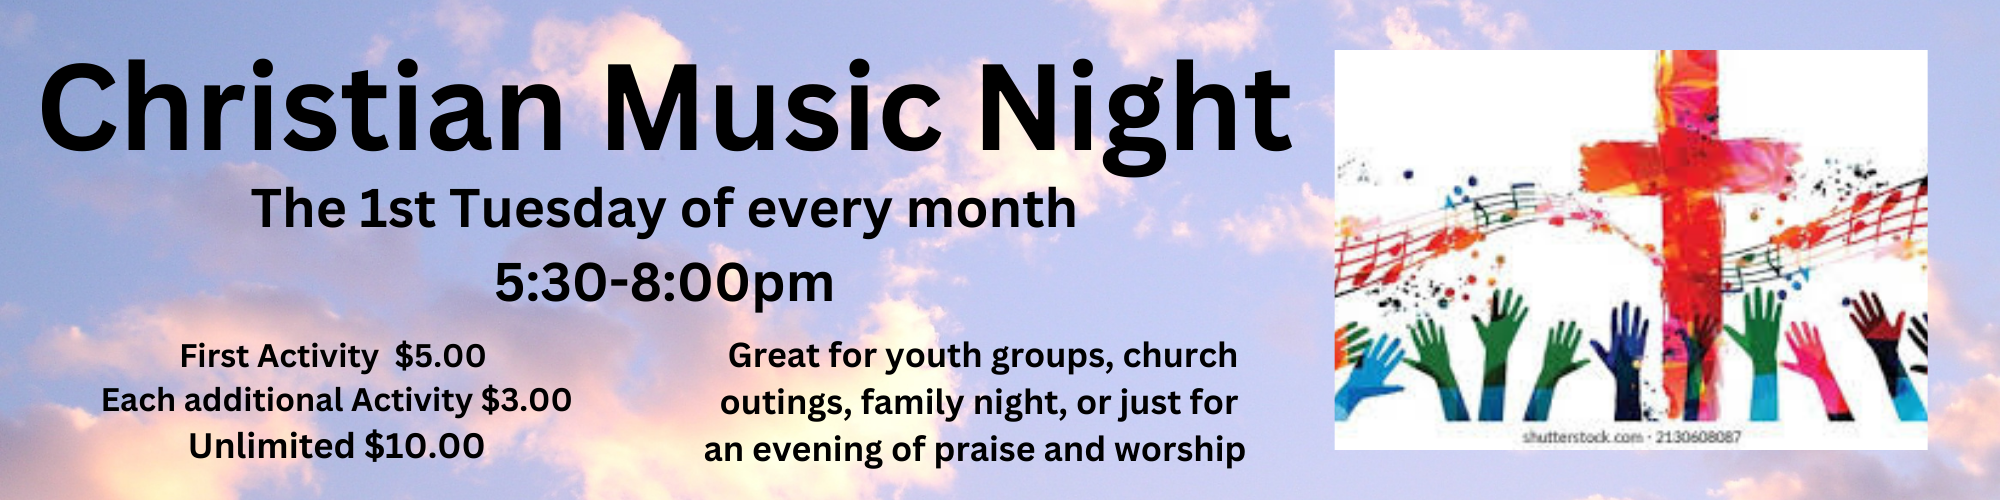 Christian Music Night
The 1st Tuesday of every month
5:30-8:00pm
First Activity  $5.00
Each additional Activity $3.00
Unlimited $10.00
Great for youth groups, church
outings, family night, or just for
an evening of praise and worship
shutterstock.com · 2130608087